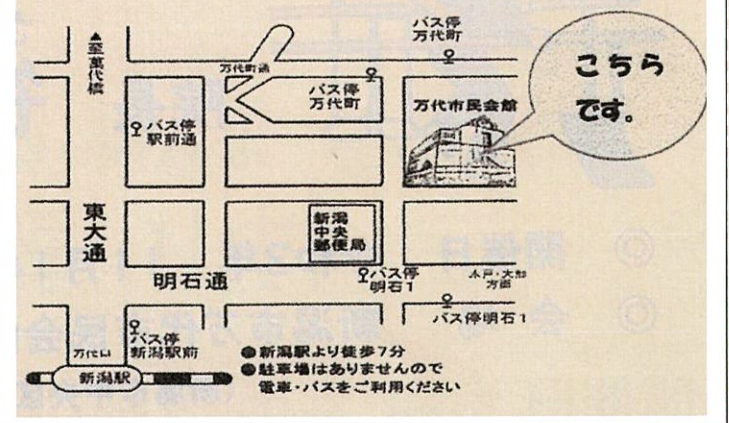 バス停
万代町
こちら
です。
▲至萬代橋
万代町通
バス停
万代町
万代市民会館
バス停
駅前通
東大通
新潟
中央
郵便局
明石通
バス停
明石1
木戸・大形
方面
バス停明石1
バス停
新潟駅前
万代口
新潟駅
●新潟駅より徒歩7分
●駐車場はありませんので
電車・バスをご利用ください